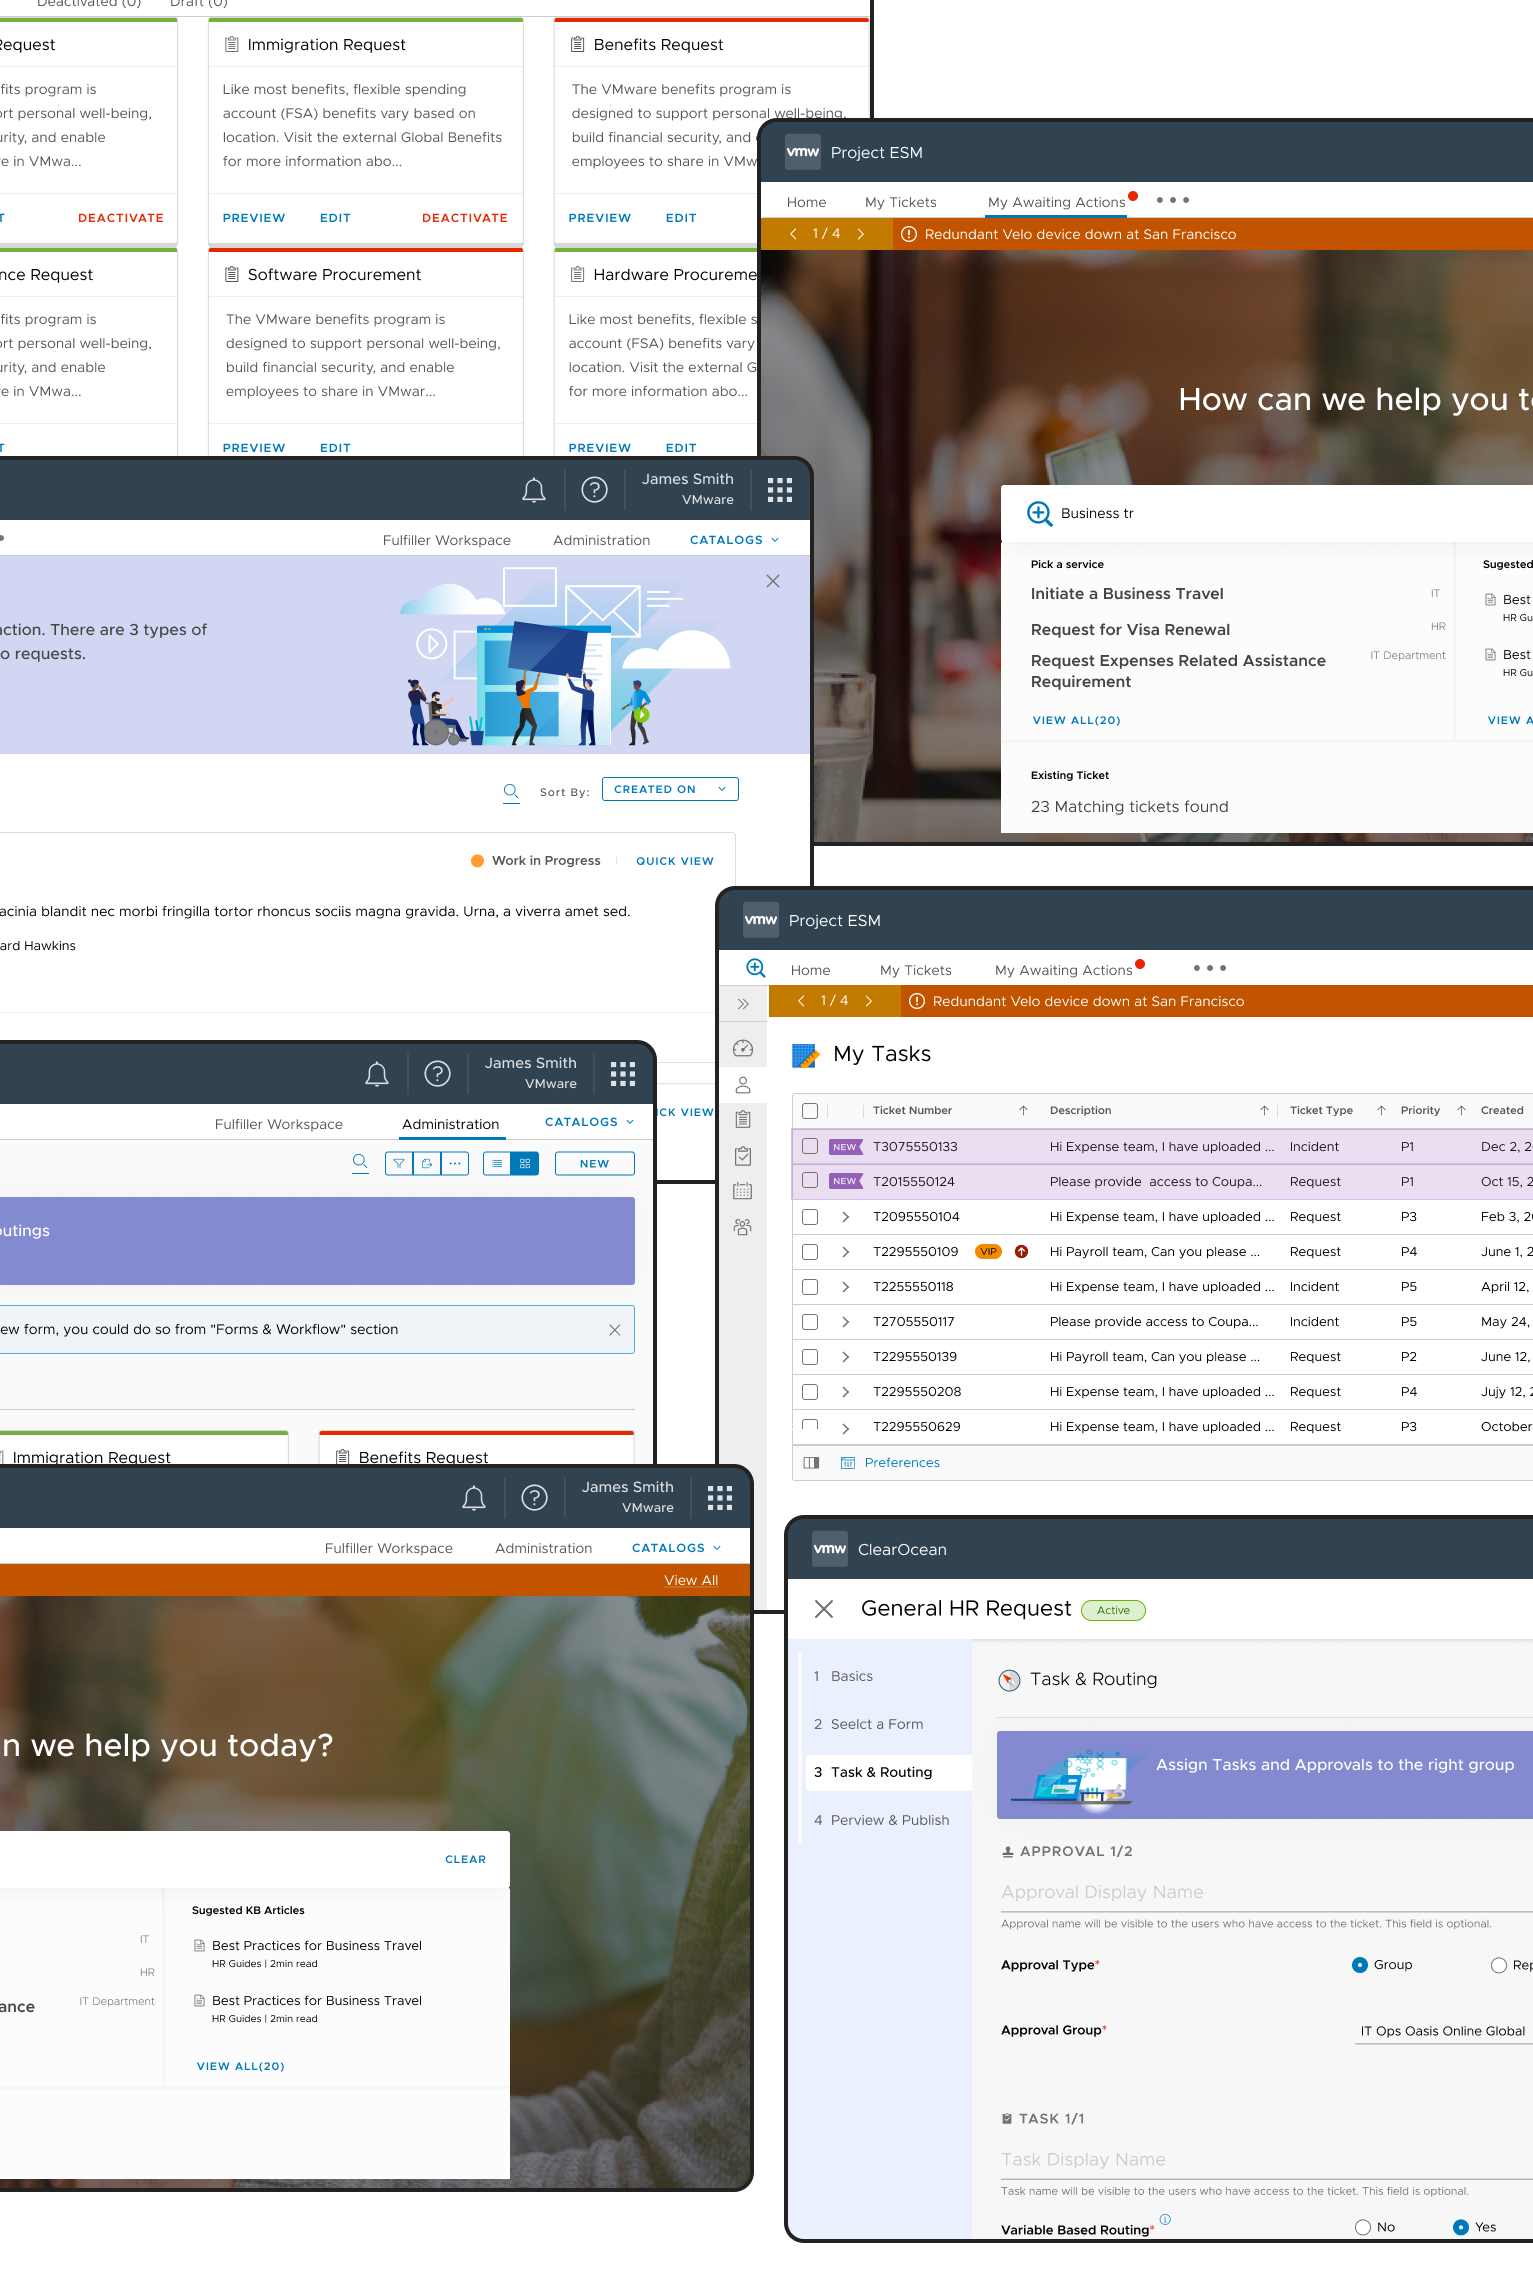 Deactivated (0) Draft (0)
Request
Immigration Request
Benefits Request
fits program is
rt personal well-being,
rity, and enable
e in VMwa...
Like most benefits, flexible spending
account (FSA) benefits vary based on
location. Visit the external Global Benefits
for more information abo...
The VMware benefits program is
designed to support personal well-being,
build financial security, and
employees to share in VMw
DEACTIVATE
PREVIEW EDIT DEACTIVATE
PREVIEW EDIT
nce Request
Software Procurement
Hardware Procureme
fits program is
rt personal well-being,
rity, and enable
e in VMwa...
The VMware benefits program is
designed to support personal well-being,
build financial security, and enable
employees to share in VMwar...
Like most benefits, flexible s
account (FSA) benefits vary
location. Visit the external G
for more information abo...
PREVIEW EDIT
PREVIEW EDIT
vmw Project ESM
Home My Tickets My Awaiting Actions
1 / 4 Redundant Velo device down at San Francisco
How can we help you t
Business tr
Pick a service
Initiate a Business Travel IT
Request for Visa Renewal HR
Request Expenses Related Assistance IT Department
Requirement
VIEW ALL(20)
Sugested
Best
HR Gu
Best
HR Gu
VIEW A
Existing Ticket
23 Matching tickets found
James Smith
VMware
Fulfiller Workspace Administration CATALOGS
action. There are 3 types of
o requests.
Sort By: CREATED ON
Work in Progress QUICK VIEW
acinia blandit nec morbi fringilla tortor rhoncus sociis magna gravida. Urna, a viverra amet sed.
ard Hawkins
ICK VIEW
vmw Project ESM
Home My Tickets My Awaiting Actions
1 / 4 Redundant Velo device down at San Francisco
My Tasks
Ticket Number Description Ticket Type Priority Created
NEW T3075550133 Hi Expense team, I have uploaded ... Incident P1 Dec 2, 2
NEW T2015550124 Please provide access to Coupa... Request P1 Oct 15, 2
T2095550104 Hi Expense team, I have uploaded ... Request P3 Feb 3, 2
T2295550109 VIP Hi Payroll team, Can you please ... Request P4 June 1, 2
T2255550118 Hi Expense team, I have uploaded ... Incident P5 April 12,
T2705550117 Please provide access to Coupa... Incident P5 May 24,
T2295550139 Hi Payroll team, Can you please ... Request P2 June 12,
T2295550208 Hi Expense team, I have uploaded ... Request P4 Jujy 12, 2
T2295550629 Hi Expense team, I have uploaded ... Request P3 October
Preferences
James Smith
VMware
Fulfiller Workspace Administration CATALOGS
NEW
outings
ew form, you could do so from "Forms & Workflow" section
Immigration Request
Benefits Request
James Smith
VMware
Fulfiller Workspace Administration CATALOGS
View All
n we help you today?
CLEAR
IT
HR
ance IT Department
Sugested KB Articles
Best Practices for Business Travel
HR Guides | 2min read
Best Practices for Business Travel
HR Guides | 2min read
VIEW ALL(20)
vmw ClearOcean
General HR Request Active
1 Basics
2 Seelct a Form
3 Task & Routing
4 Perview & Publish
Task & Routing
Assign Tasks and Approvals to the right group
APPROVAL 1/2
Approval Display Name
Approval name will be visible to the users who have access to the ticket. This field is optional.
Approval Type* Group Rep
Approval Group* IT Ops Oasis Online Global
TASK 1/1
Task Display Name
Task name will be visible to the users who have access to the ticket. This field is optional.
Variable Based Routing* No Yes